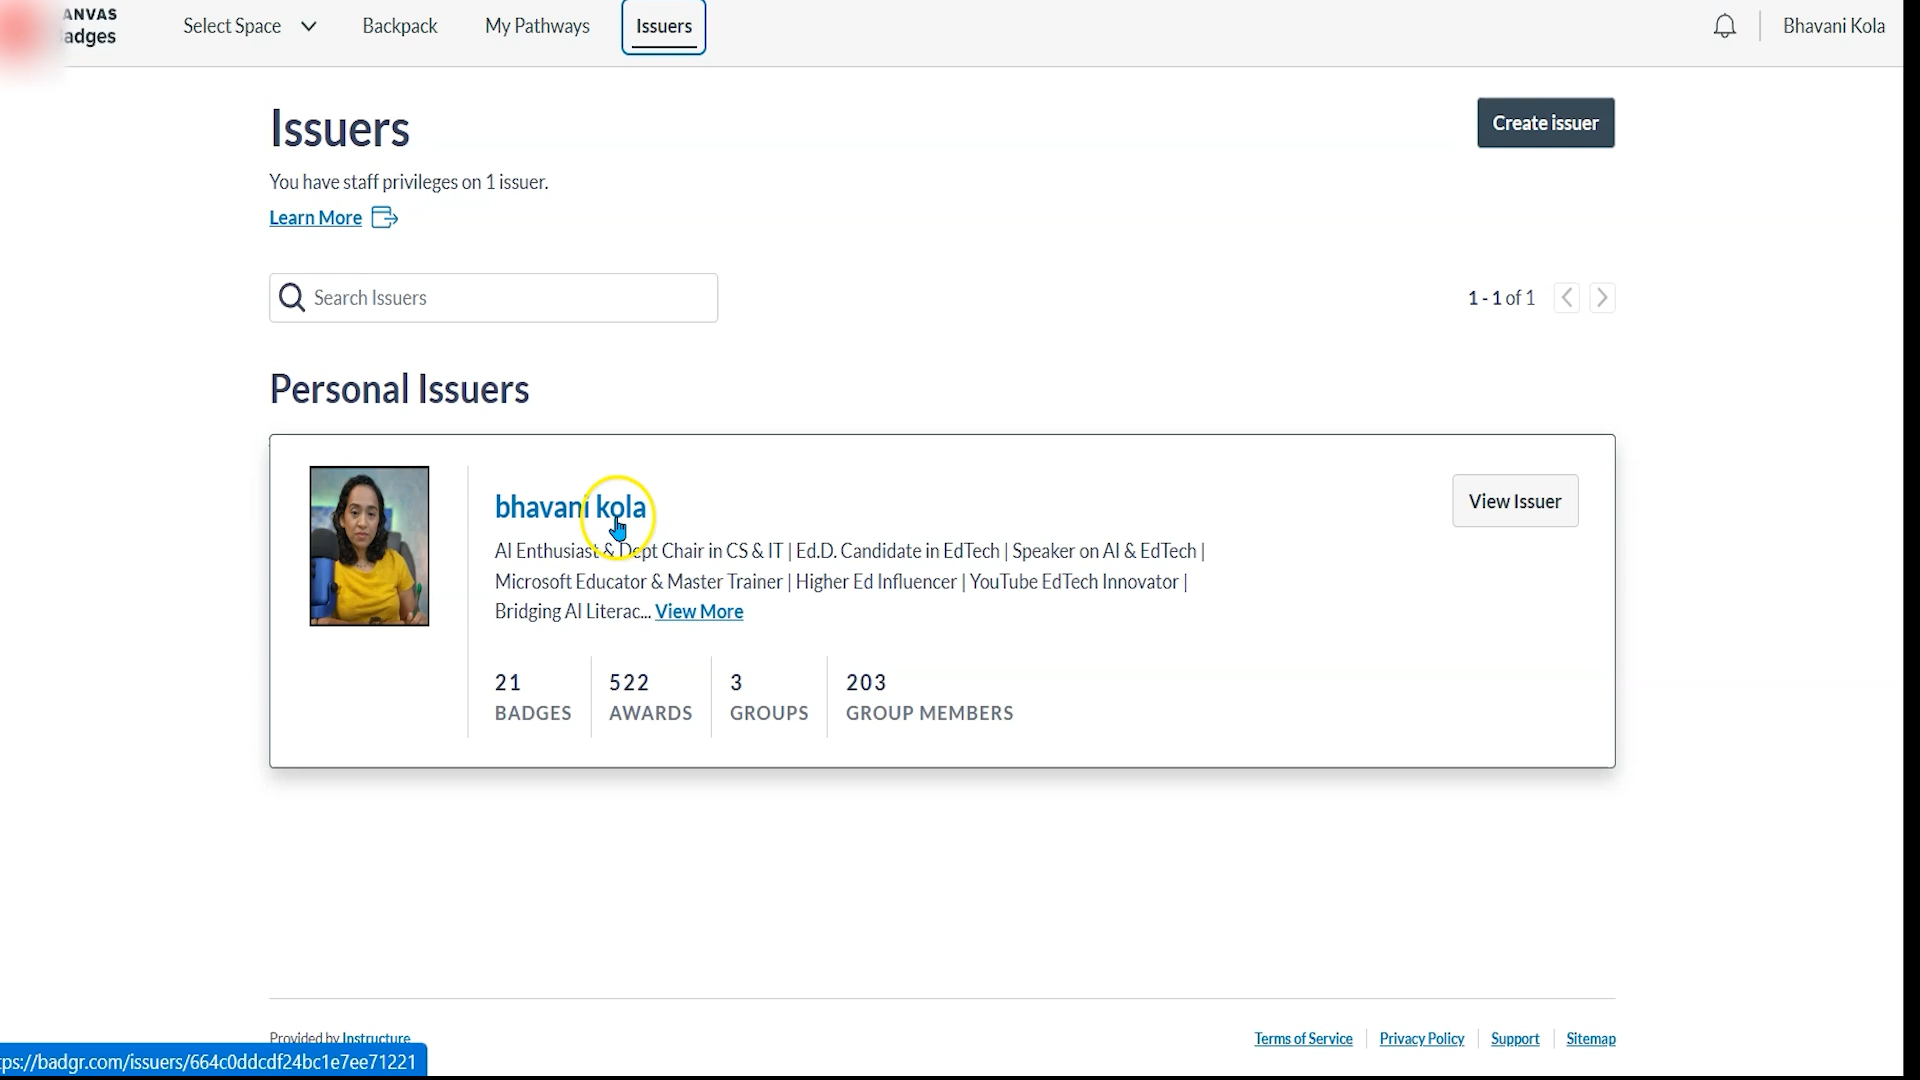 ANVAS
adges
Select Space
Backpack
My Pathways
Issuers
Bhavani Kola
Issuers
Create issuer
You have staff privileges on 1 issuer.
Learn More
Search Issuers
1 - 1 of 1
Personal Issuers
bhavani kola
View Issuer
AI Enthusiast & Dept Chair in CS & IT | Ed.D. Candidate in EdTech | Speaker on AI & EdTech |
Microsoft Educator & Master Trainer | Higher Ed Influencer | YouTube EdTech Innovator |
Bridging AI Literac... View More
21
BADGES
522
AWARDS
3
GROUPS
203
GROUP MEMBERS
Provided by Instructure
Terms of Service
Privacy Policy
Support
Sitemap
tps://badgr.com/issuers/664c0ddcdf24bc1e7ee71221